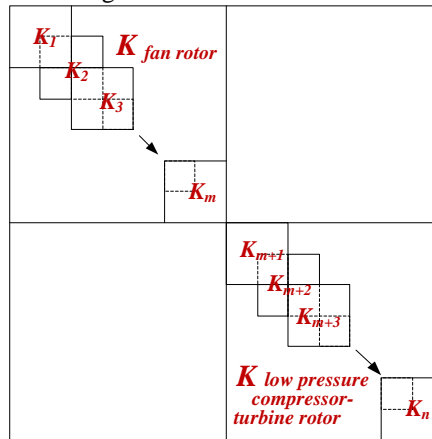 K1
K fan rotor
K2
K3
Km
Km+1
Km+2
Km+3
K low pressure
compressor-
turbine rotor
Kn